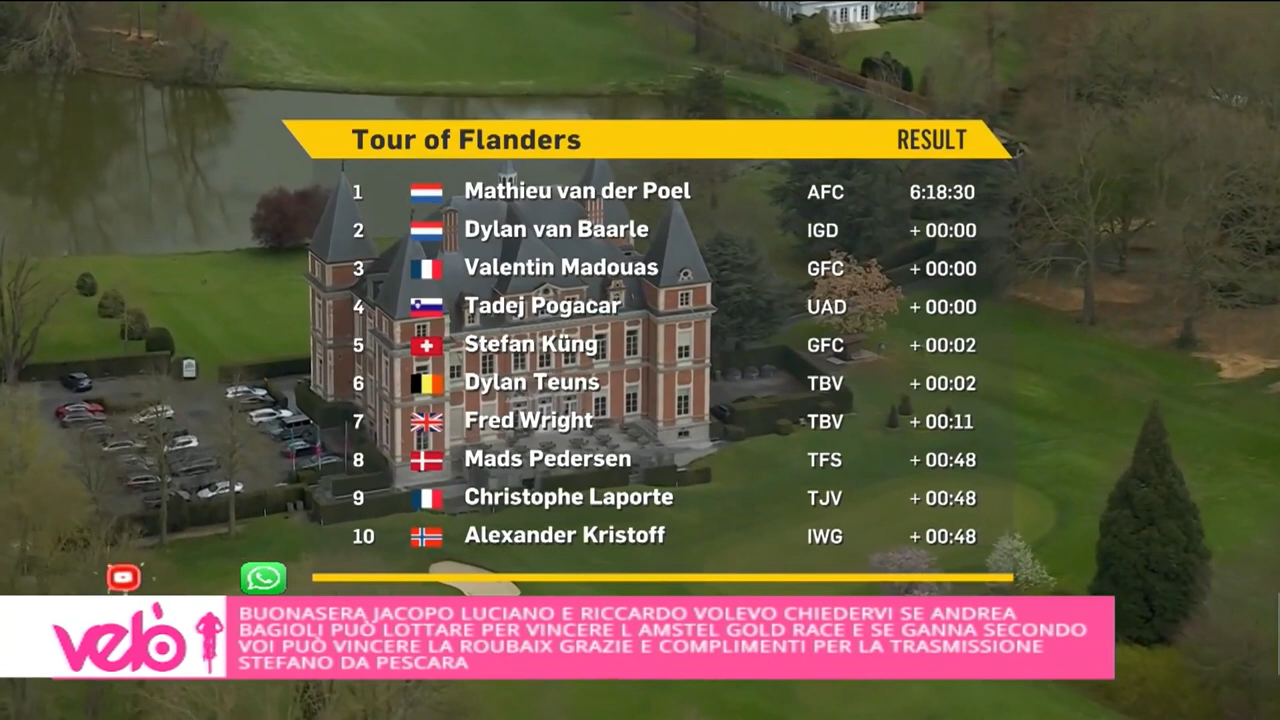 Tour of Flanders RESULT
1 Mathieu van der Poel AFC 6:18:30
2 Dylan van Baarle IGD + 00:00
3 Valentin Madouas GFC + 00:00
4 Tadej Pogacar UAD + 00:00
5 Stefan Küng GFC + 00:02
6 Dylan Teuns TBV + 00:02
7 Fred Wright TBV + 00:11
8 Mads Pedersen TFS + 00:48
9 Christophe Laporte TJV + 00:48
10 Alexander Kristoff IWG + 00:48
velò
BUONASERA JACOPO LUCIANO E RICCARDO VOLEVO CHIEDERVI SE ANDREA
BAGIOLI PUÒ LOTTARE PER VINCERE L AMSTEL GOLD RACE E SE GANNA SECONDO
VOI PUÒ VINCERE LA ROUBAIX GRAZIE E COMPLIMENTI PER LA TRASMISSIONE
STEFANO DA PESCARA